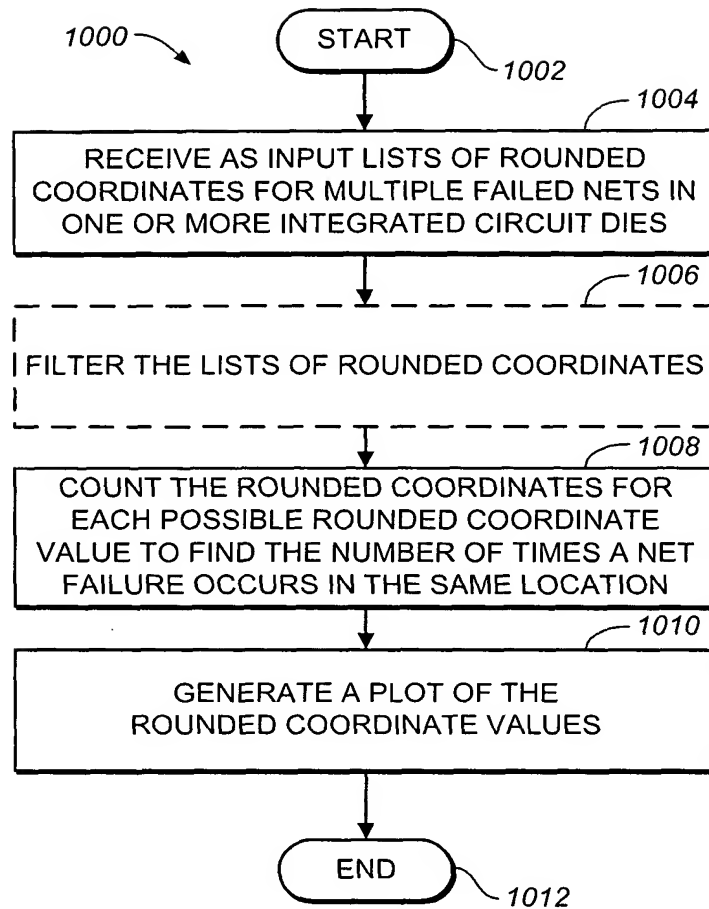 1000
START
1002
1004
RECEIVE AS INPUT LISTS OF ROUNDED
COORDINATES FOR MULTIPLE FAILED NETS IN
ONE OR MORE INTEGRATED CIRCUIT DIES
1006
FILTER THE LISTS OF ROUNDED COORDINATES
1008
COUNT THE ROUNDED COORDINATES FOR
EACH POSSIBLE ROUNDED COORDINATE
VALUE TO FIND THE NUMBER OF TIMES A NET
FAILURE OCCURS IN THE SAME LOCATION
1010
GENERATE A PLOT OF THE
ROUNDED COORDINATE VALUES
END
1012